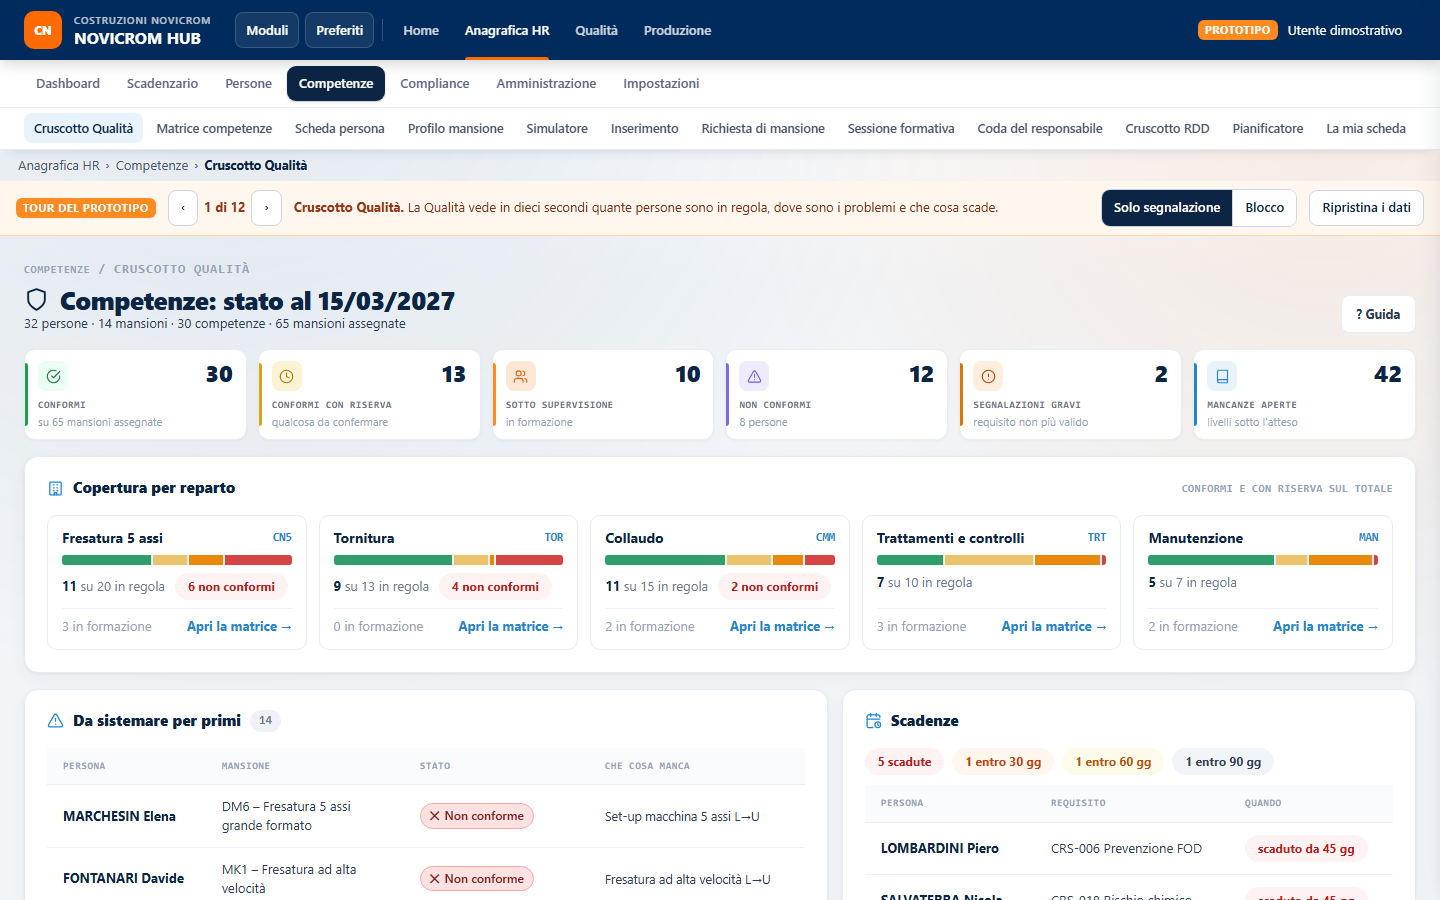 CN
COSTRUZIONI NOVICROM
NOVICROM HUB
Moduli
Preferiti
Home
Anagrafica HR
Qualità
Produzione
PROTOTIPO
Utente dimostrativo
Dashboard
Scadenzario
Persone
Competenze
Compliance
Amministrazione
Impostazioni
Cruscotto Qualità
Matrice competenze
Scheda persona
Profilo mansione
Simulatore
Inserimento
Richiesta di mansione
Sessione formativa
Coda del responsabile
Cruscotto RDD
Pianificatore
La mia scheda
Anagrafica HR › Competenze › Cruscotto Qualità
TOUR DEL PROTOTIPO
‹
1 di 12
›
Cruscotto Qualità. La Qualità vede in dieci secondi quante persone sono in regola, dove sono i problemi e che cosa scade.
Solo segnalazione
Blocco
Ripristina i dati
COMPETENZE / CRUSCOTTO QUALITÀ
Competenze: stato al 15/03/2027
32 persone · 14 mansioni · 30 competenze · 65 mansioni assegnate
? Guida
30
CONFORMI
su 65 mansioni assegnate
13
CONFORMI CON RISERVA
qualcosa da confermare
10
SOTTO SUPERVISIONE
in formazione
12
NON CONFORMI
8 persone
2
SEGNALAZIONI GRAVI
requisito non più valido
42
MANCANZE APERTE
livelli sotto l'atteso
Copertura per reparto
CONFORMI E CON RISERVA SUL TOTALE
Fresatura 5 assi
CN5
11 su 20 in regola
6 non conformi
3 in formazione
Apri la matrice →
Tornitura
TOR
9 su 13 in regola
4 non conformi
0 in formazione
Apri la matrice →
Collaudo
CMM
11 su 15 in regola
2 non conformi
2 in formazione
Apri la matrice →
Trattamenti e controlli
TRT
7 su 10 in regola
3 in formazione
Apri la matrice →
Manutenzione
MAN
5 su 7 in regola
2 in formazione
Apri la matrice →
Da sistemare per primi
14
PERSONA
MANSIONE
STATO
CHE COSA MANCA
MARCHESIN Elena
DM6 – Fresatura 5 assi
grande formato
Non conforme
Set-up macchina 5 assi L→U
FONTANARI Davide
MK1 – Fresatura ad alta
velocità
Non conforme
Fresatura ad alta velocità L→U
Scadenze
5 scadute
1 entro 30 gg
1 entro 60 gg
1 entro 90 gg
PERSONA
REQUISITO
QUANDO
LOMBARDINI Piero
CRS-006 Prevenzione FOD
scaduto da 45 gg
SALVATERRA Nicola
CRS-018 Rischio chimico
scaduto da 45 gg